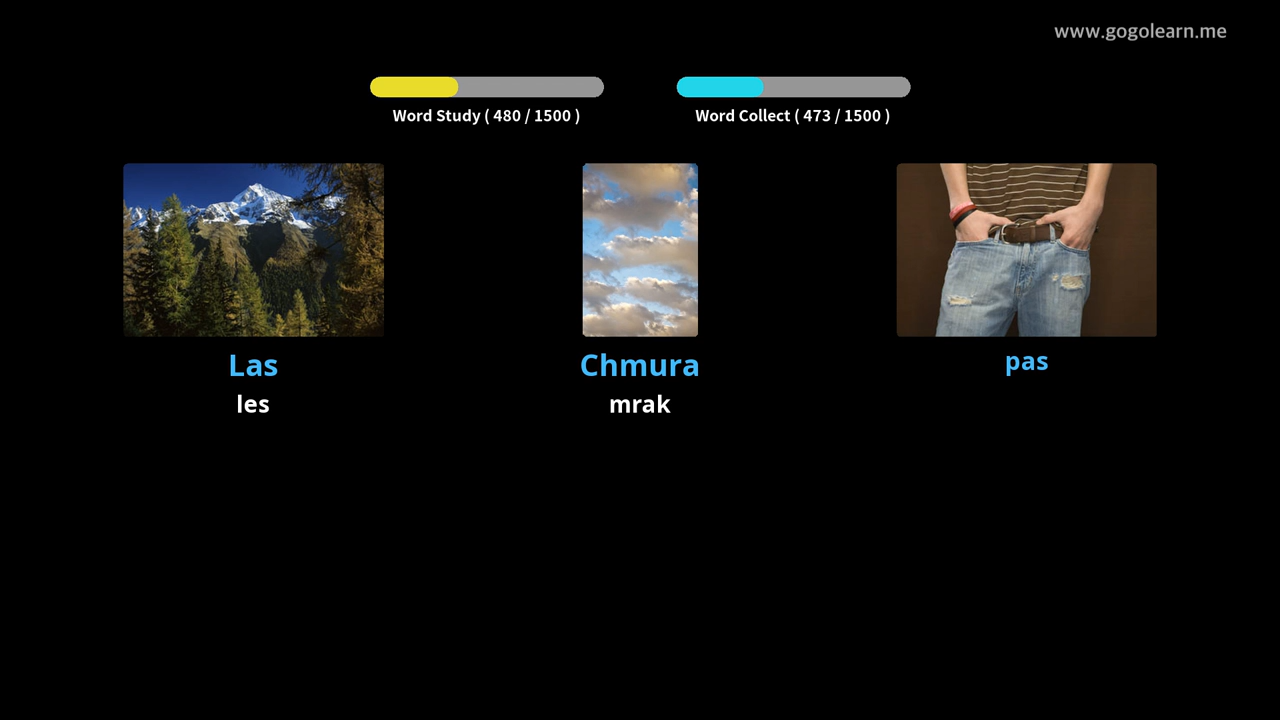 www.gogolearn.me
Word Study ( 480 / 1500 )
Word Collect ( 473 / 1500 )
Las
les
Chmura
mrak
pas